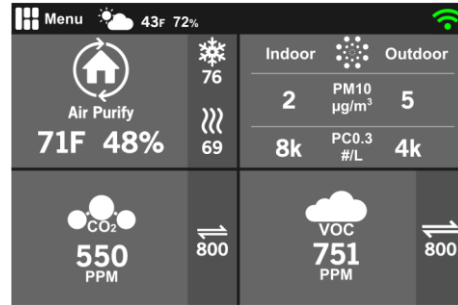 Menu 43F 72%
Air Purify
71F 48%
76
69
Indoor Outdoor
2 PM10 µg/m³ 5
8k PC0.3 #/L 4k
CO₂
550
PPM
800
VOC
751
PPM
800